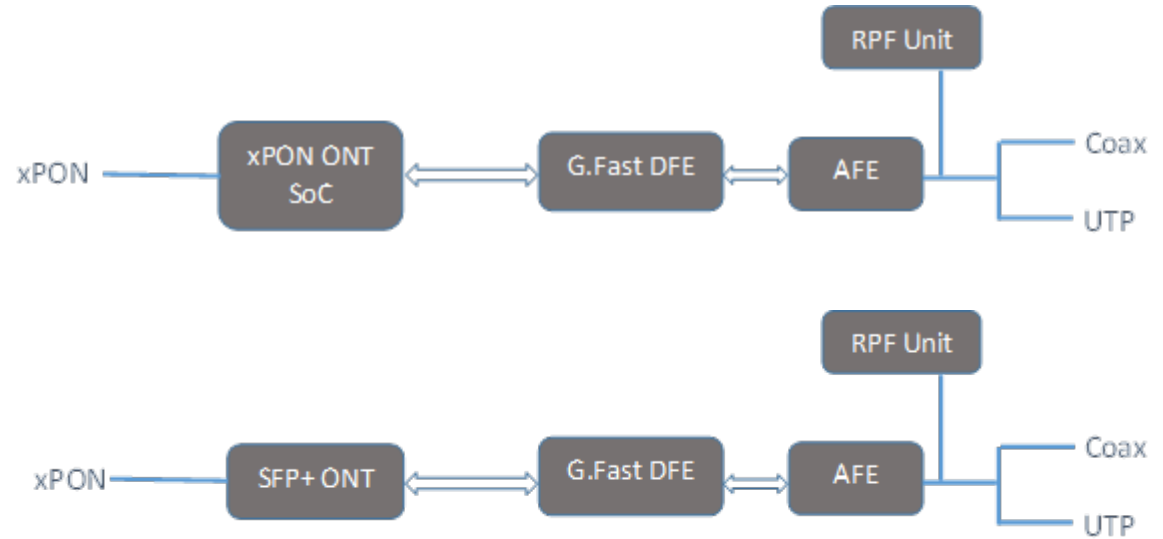 RPF Unit
xPON
xPON ONT
SoC
G.Fast DFE
AFE
Coax
UTP
RPF Unit
xPON
SFP+ ONT
G.Fast DFE
AFE
Coax
UTP